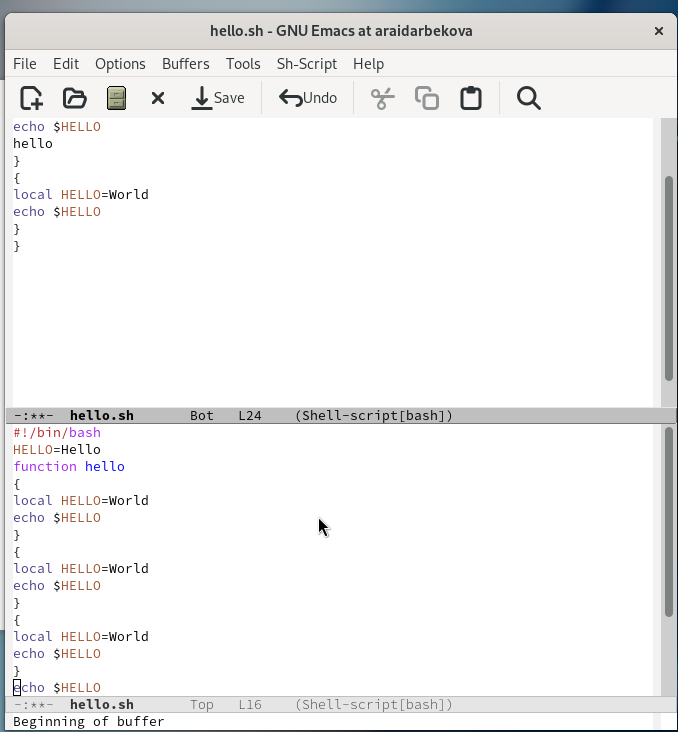 hello.sh - GNU Emacs at araidarbekova
File Edit Options Buffers Tools Sh-Script Help
Save Undo
echo $HELLO
hello
}
{
local HELLO=World
echo $HELLO
}
}
-:**- hello.sh Bot L24 (Shell-script[bash])
#!/bin/bash
HELLO=Hello
function hello
{
local HELLO=World
echo $HELLO
}
{
local HELLO=World
echo $HELLO
}
{
local HELLO=World
echo $HELLO
}
echo $HELLO
-:**- hello.sh Top L16 (Shell-script[bash])
Beginning of buffer